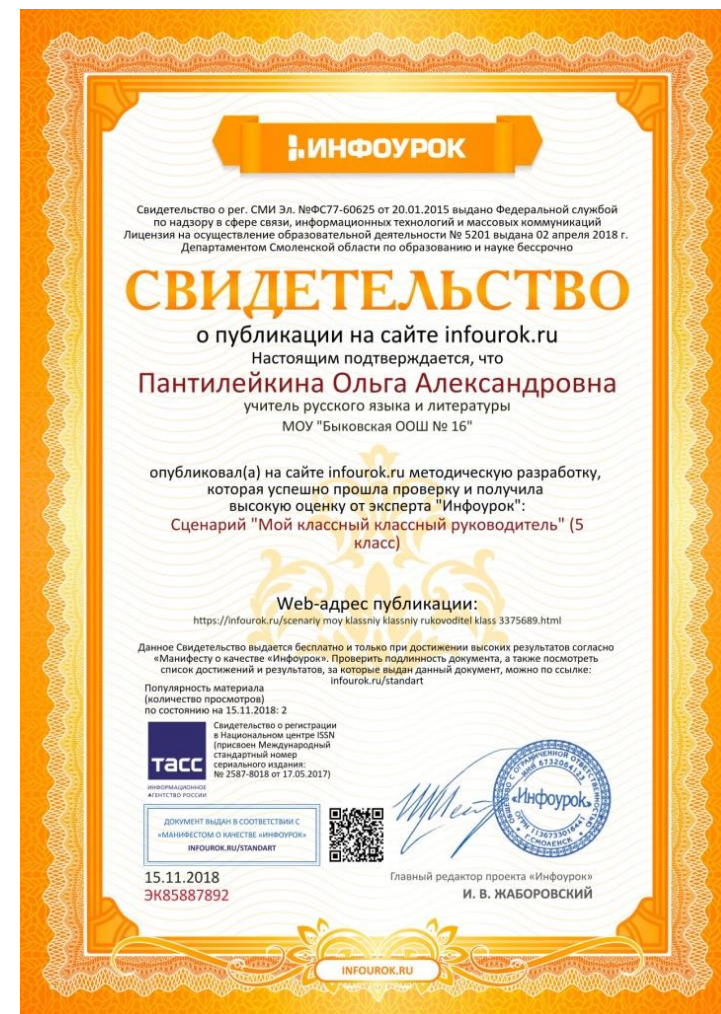 ИНФОУРОК
Свидетельство о рег. СМИ Эл. №ФС77-60625 от 20.01.2015 выдано Федеральной службой
по надзору в сфере связи, информационных технологий и массовых коммуникаций
Лицензия на осуществление образовательной деятельности № 5201 выдана 02 апреля 2018 г.
Департаментом Смоленской области по образованию и науке бессрочно
СВИДЕТЕЛЬСТВО
о публикации на сайте infourok.ru
Настоящим подтверждается, что
Пантилейкина Ольга Александровна
учитель русского языка и литературы
МОУ "Быковская ООШ № 16"
опубликовал(а) на сайте infourok.ru методическую разработку,
которая успешно прошла проверку и получила
высокую оценку от эксперта "Инфоурок":
Сценарий "Мой классный классный руководитель" (5
класс)
Web-адрес публикации:
https://infourok.ru/scenariy moy klassniy klassniy rukovoditel klass 3375689.html
Данное Свидетельство выдается бесплатно и только при достижении высоких результатов согласно
«Манифесту о качестве «Инфоурок». Проверить подлинность документа, а также посмотреть
список достижений и результатов, за которые выдан данный документ, можно по ссылке:
infourok.ru/standart
Популярность материала
(количество просмотров)
по состоянию на 15.11.2018: 2
Свидетельство о регистрации
в Национальном центре ISSN
(присвоен Международный
стандартный номер
сериального издания:
№ 2587-8018 от 17.05.2017)
ТАСС
ИНФОРМАЦИОННОЕ
АГЕНТСТВО РОССИИ
ДОКУМЕНТ ВЫДАН В СООТВЕТСТВИИ С
«МАНИФЕСТОМ О КАЧЕСТВЕ «ИНФОУРОК»
INFOUROK.RU/STANDART
ОБЩЕСТВО С ОГРАНИЧЕННОЙ ОТВЕТСТВЕННОСТЬЮ
ИНН 6732064123
«Инфоурок»
ОГРН 1136733016441
Г.СМОЛЕНСК
15.11.2018
ЭК85887892
Главный редактор проекта «Инфоурок»
И. В. ЖАБОРОВСКИЙ
INFOUROK.RU